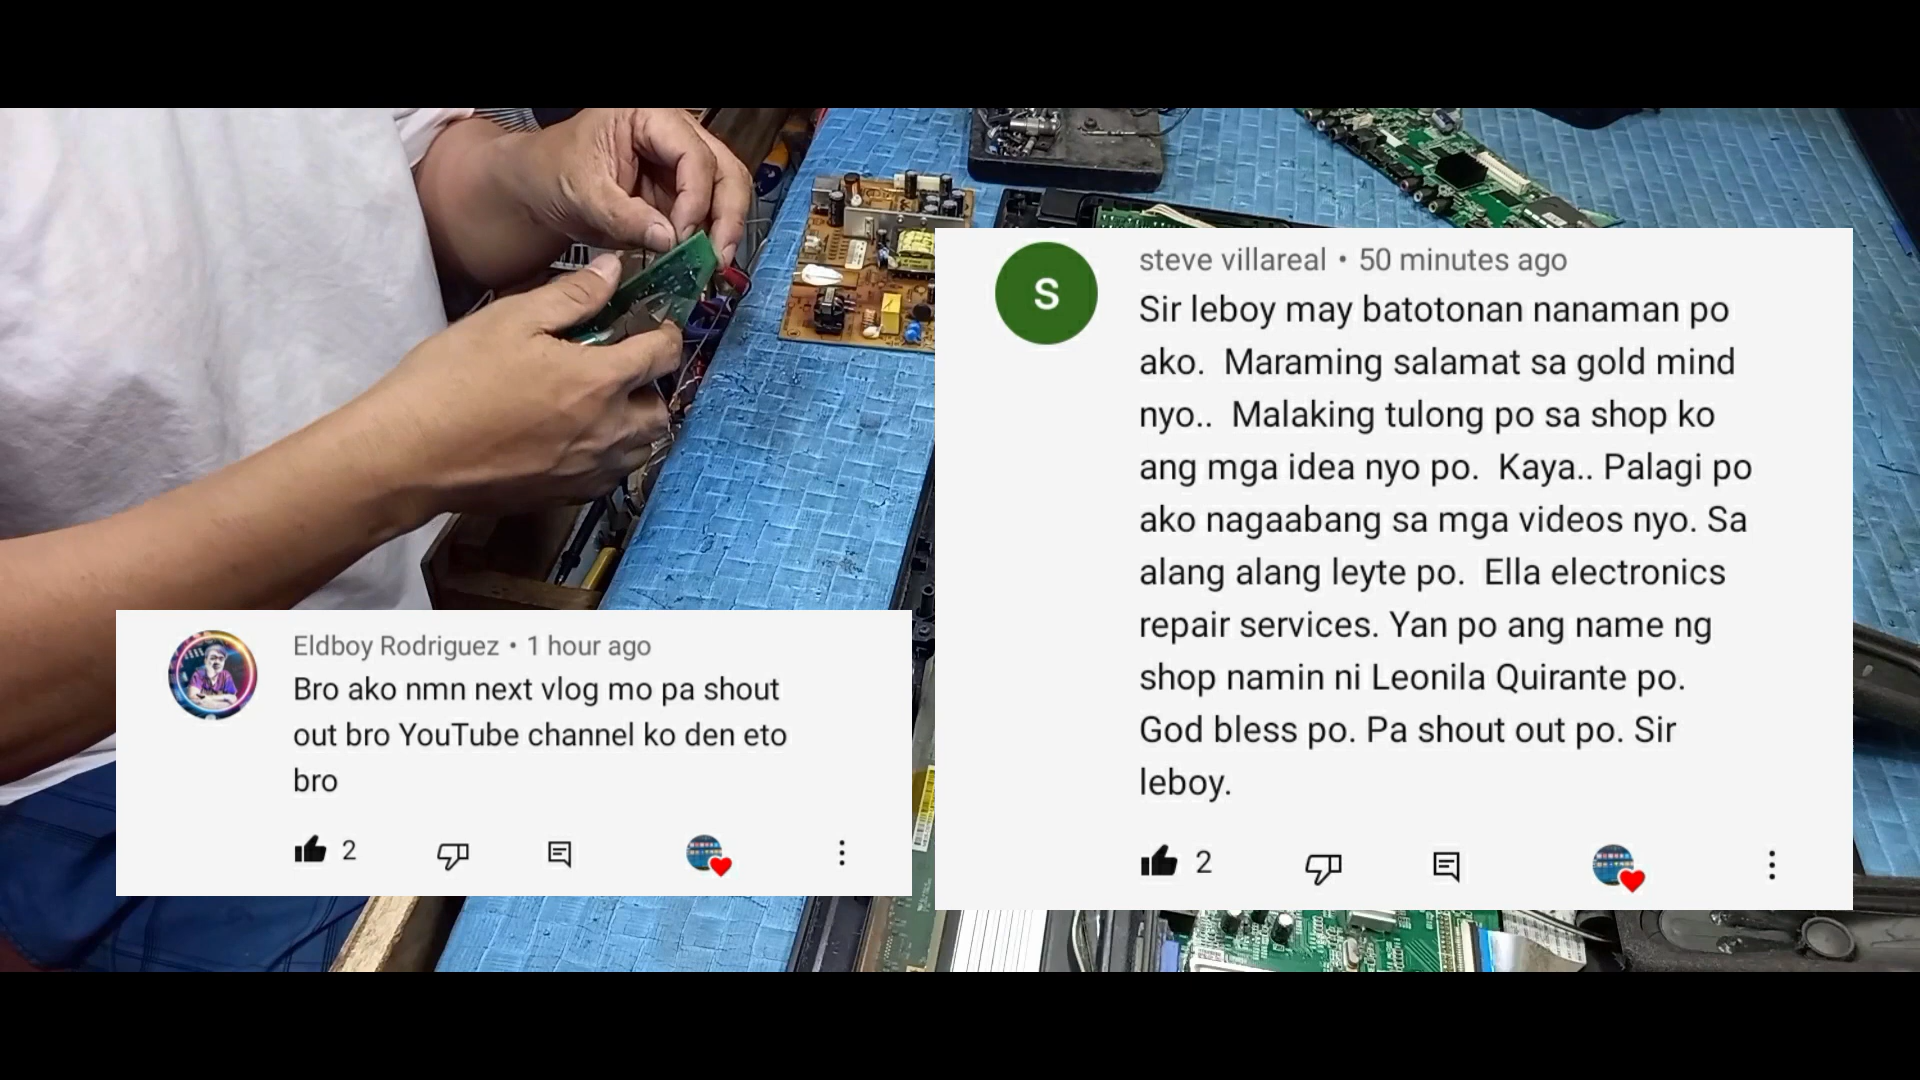 steve villareal • 50 minutes ago
Sir leboy may batotonan nanaman po
ako.  Maraming salamat sa gold mind
nyo..  Malaking tulong po sa shop ko
ang mga idea nyo po.  Kaya.. Palagi po
ako nagaabang sa mga videos nyo. Sa
alang alang leyte po.  Ella electronics
repair services. Yan po ang name ng
shop namin ni Leonila Quirante po.
God bless po. Pa shout out po. Sir
leboy.
2
S
Eldboy Rodriguez • 1 hour ago
Bro ako nmn next vlog mo pa shout
out bro YouTube channel ko den eto
bro
2